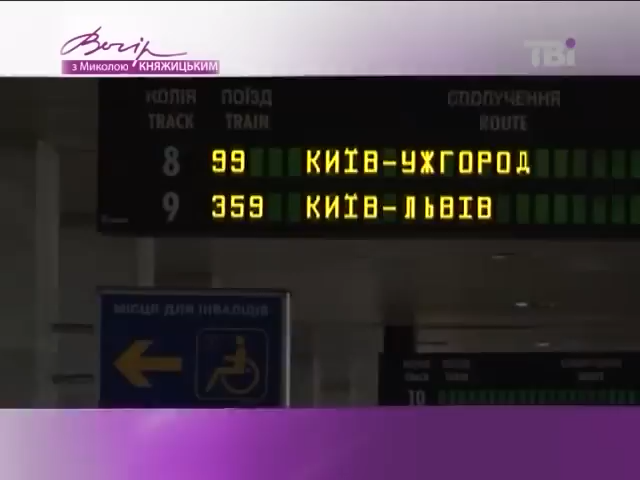 Вечір
з Миколою КНЯЖИЦЬКИМ
ТВі
КОЛІЯ ПОЇЗД СПОЛУЧЕННЯ
TRACK TRAIN ROUTE
8 99 КИЇВ-УЖГОРОД
9 359 КИЇВ-ЛЬВІВ
МІСЦЯ ДЛЯ ІНВАЛІДІВ
TRACK
10